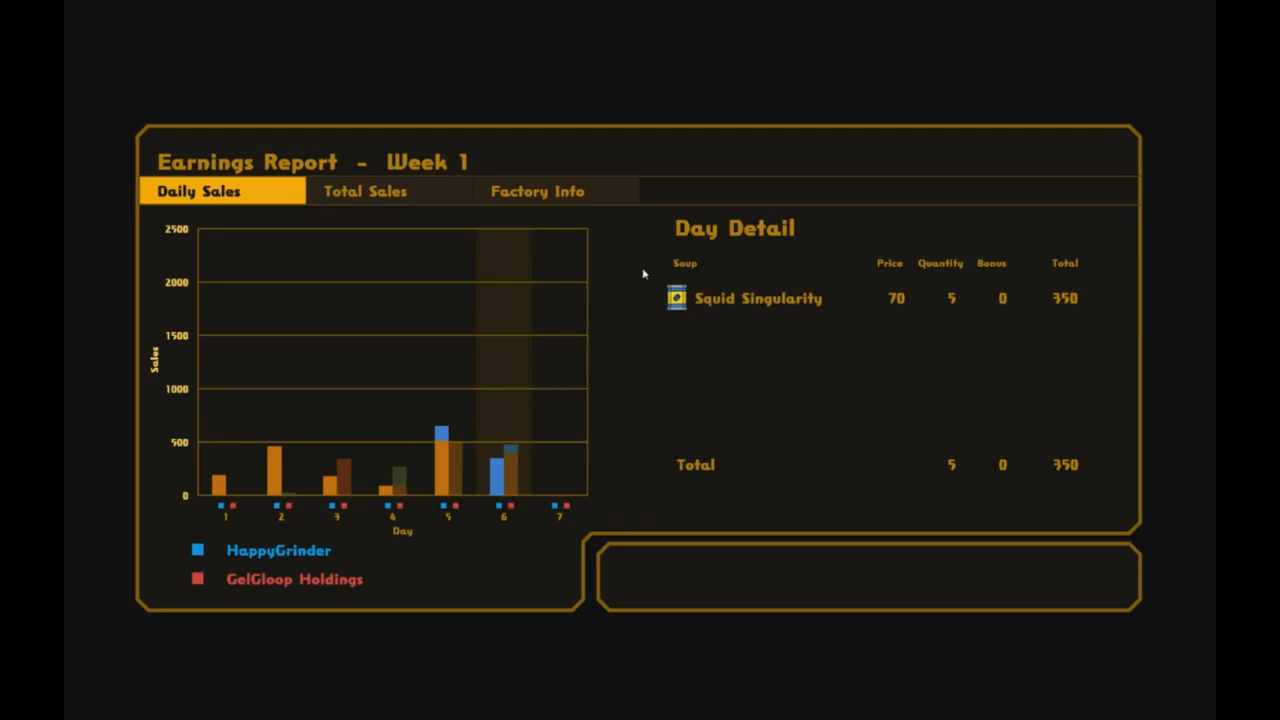 Earnings Report - Week 1
Daily Sales Total Sales Factory Info
2500
2000
1500
1000
500
0
Sales
1 2 3 4 5 6 7
Day
HappyGrinder
GelGloop Holdings
Day Detail
Soup Price Quantity Bonus Total
Squid Singularity 70 5 0 350
Total 5 0 350